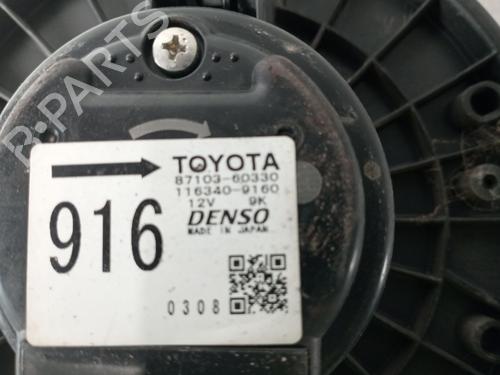 TOYOTA
87103-60330
116340-9160
12V 9K
DENSO
MADE IN JAPAN
916
0308
R-PARTS